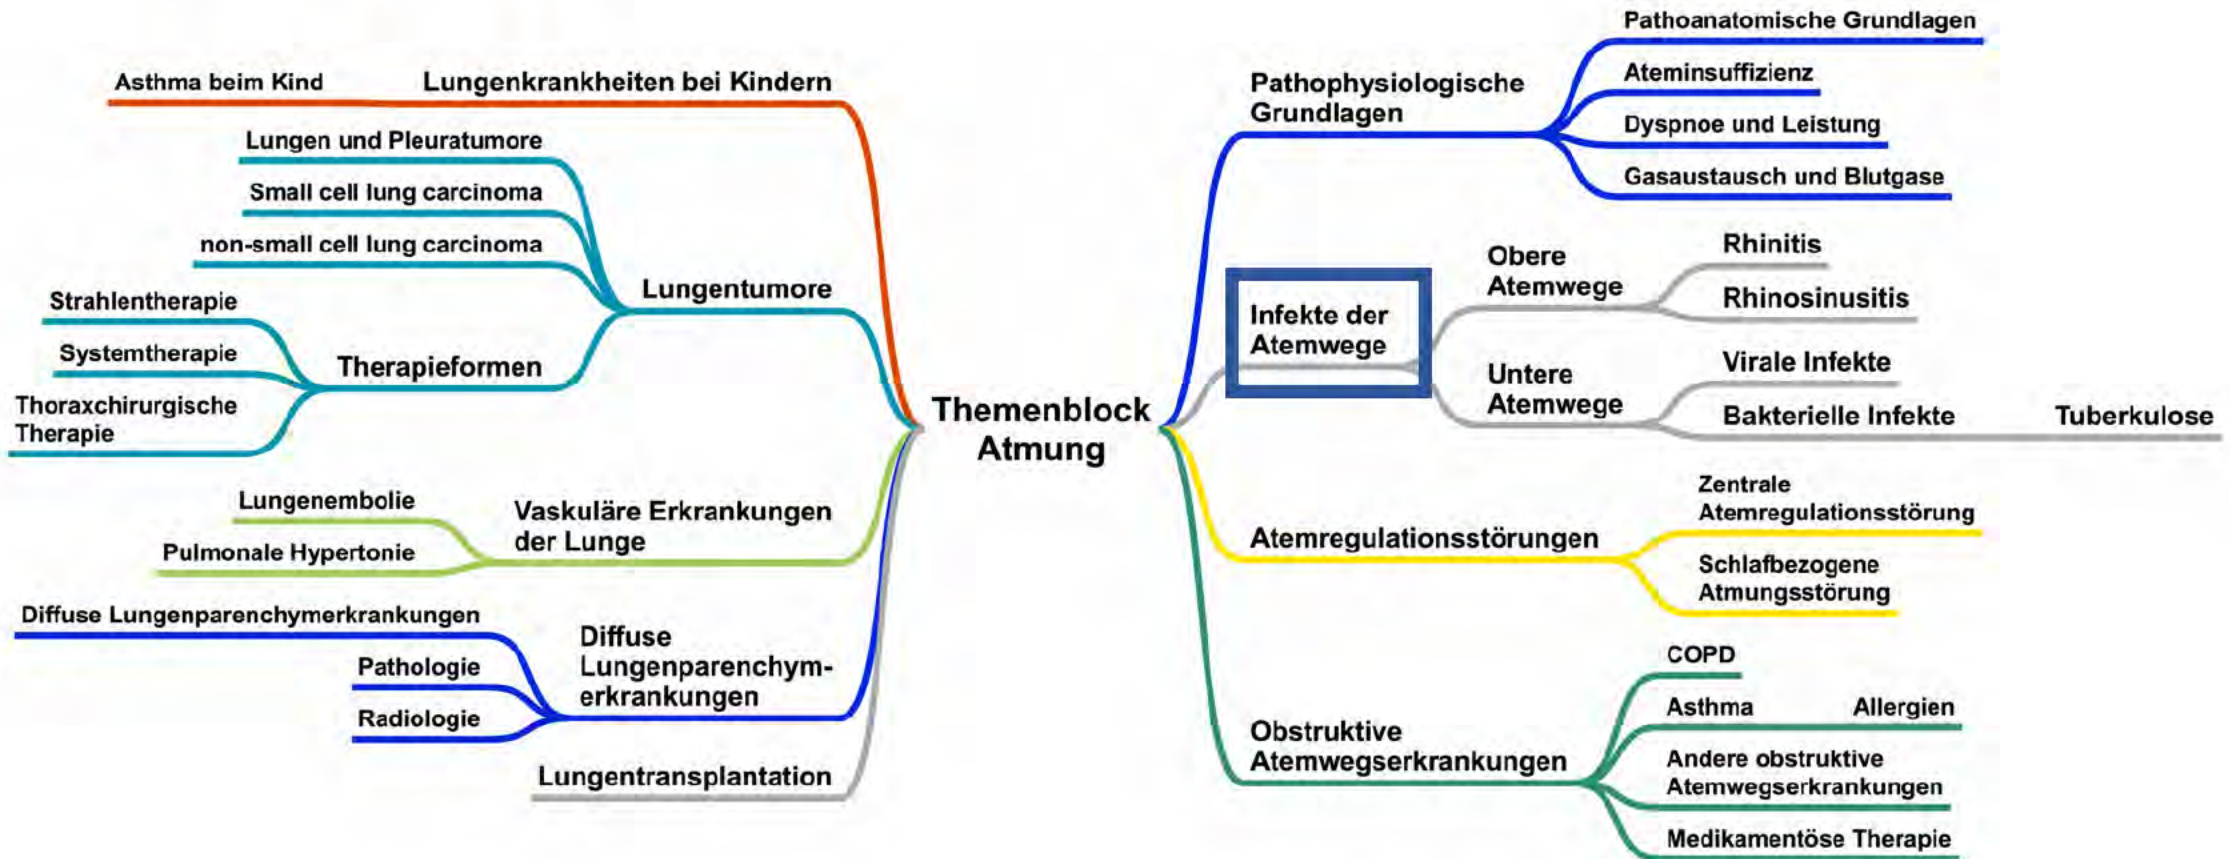 Themenblock
Atmung
Lungenkrankheiten bei Kindern
Asthma beim Kind
Lungentumore
Lungen und Pleuratumore
Small cell lung carcinoma
non-small cell lung carcinoma
Therapieformen
Strahlentherapie
Systemtherapie
Thoraxchirurgische
Therapie
Vaskuläre Erkrankungen
der Lunge
Lungenembolie
Pulmonale Hypertonie
Diffuse
Lungenparenchym-
erkrankungen
Diffuse Lungenparenchymerkrankungen
Pathologie
Radiologie
Lungentransplantation
Pathophysiologische
Grundlagen
Pathoanatomische Grundlagen
Ateminsuffizienz
Dyspnoe und Leistung
Gasaustausch und Blutgase
Infekte der
Atemwege
Obere
Atemwege
Rhinitis
Rhinosinusitis
Untere
Atemwege
Virale Infekte
Bakterielle Infekte
Tuberkulose
Atemregulationsstörungen
Zentrale
Atemregulationsstörung
Schlafbezogene
Atmungsstörung
Obstruktive
Atemwegserkrankungen
COPD
Asthma
Allergien
Andere obstruktive
Atemwegserkrankungen
Medikamentöse Therapie